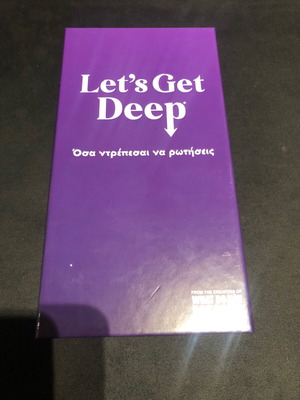 Let's Get
Deep
Όσα ντρέπεσαι να ρωτήσεις
FROM THE CREATORS OF